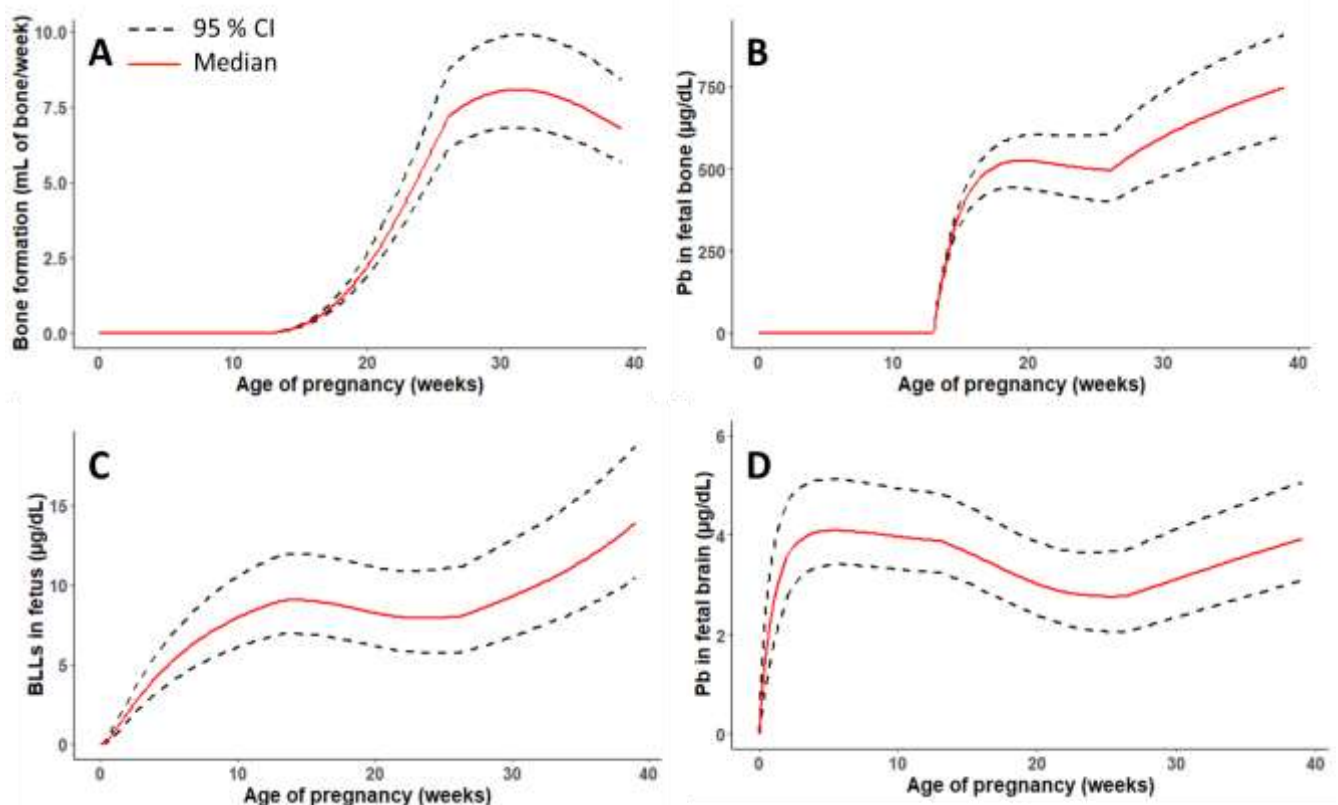 A
95 % CI
Median
Bone formation (mL of bone/week)
10.0
7.5
5.0
2.5
0.0
0 10 20 30 40
Age of pregnancy (weeks)
B
Pb in fetal bone (µg/dL)
750
500
250
0
0 10 20 30 40
Age of pregnancy (weeks)
C
BLLs in fetus (µg/dL)
15
10
5
0
0 10 20 30 40
Age of pregnancy (weeks)
D
Pb in fetal brain (µg/dL)
6
4
2
0
0 10 20 30 40
Age of pregnancy (weeks)